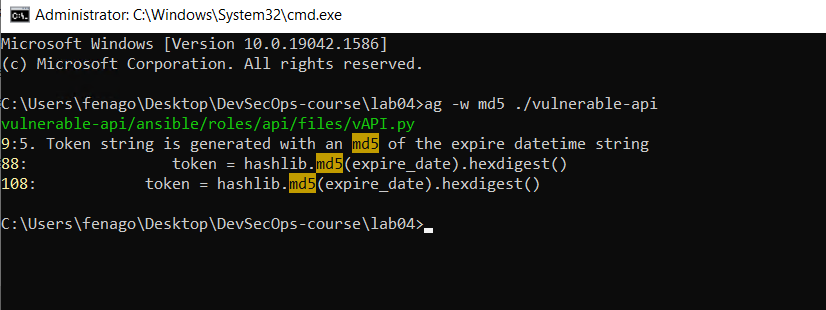 Administrator: C:\Windows\System32\cmd.exe
Microsoft Windows [Version 10.0.19042.1586]
(c) Microsoft Corporation. All rights reserved.
C:\Users\fenago\Desktop\DevSecOps-course\lab04>ag -w md5 ./vulnerable-api
vulnerable-api/ansible/roles/api/files/vAPI.py
9:5. Token string is generated with an md5 of the expire datetime string
88:                token = hashlib.md5(expire_date).hexdigest()
108:            token = hashlib.md5(expire_date).hexdigest()
C:\Users\fenago\Desktop\DevSecOps-course\lab04>